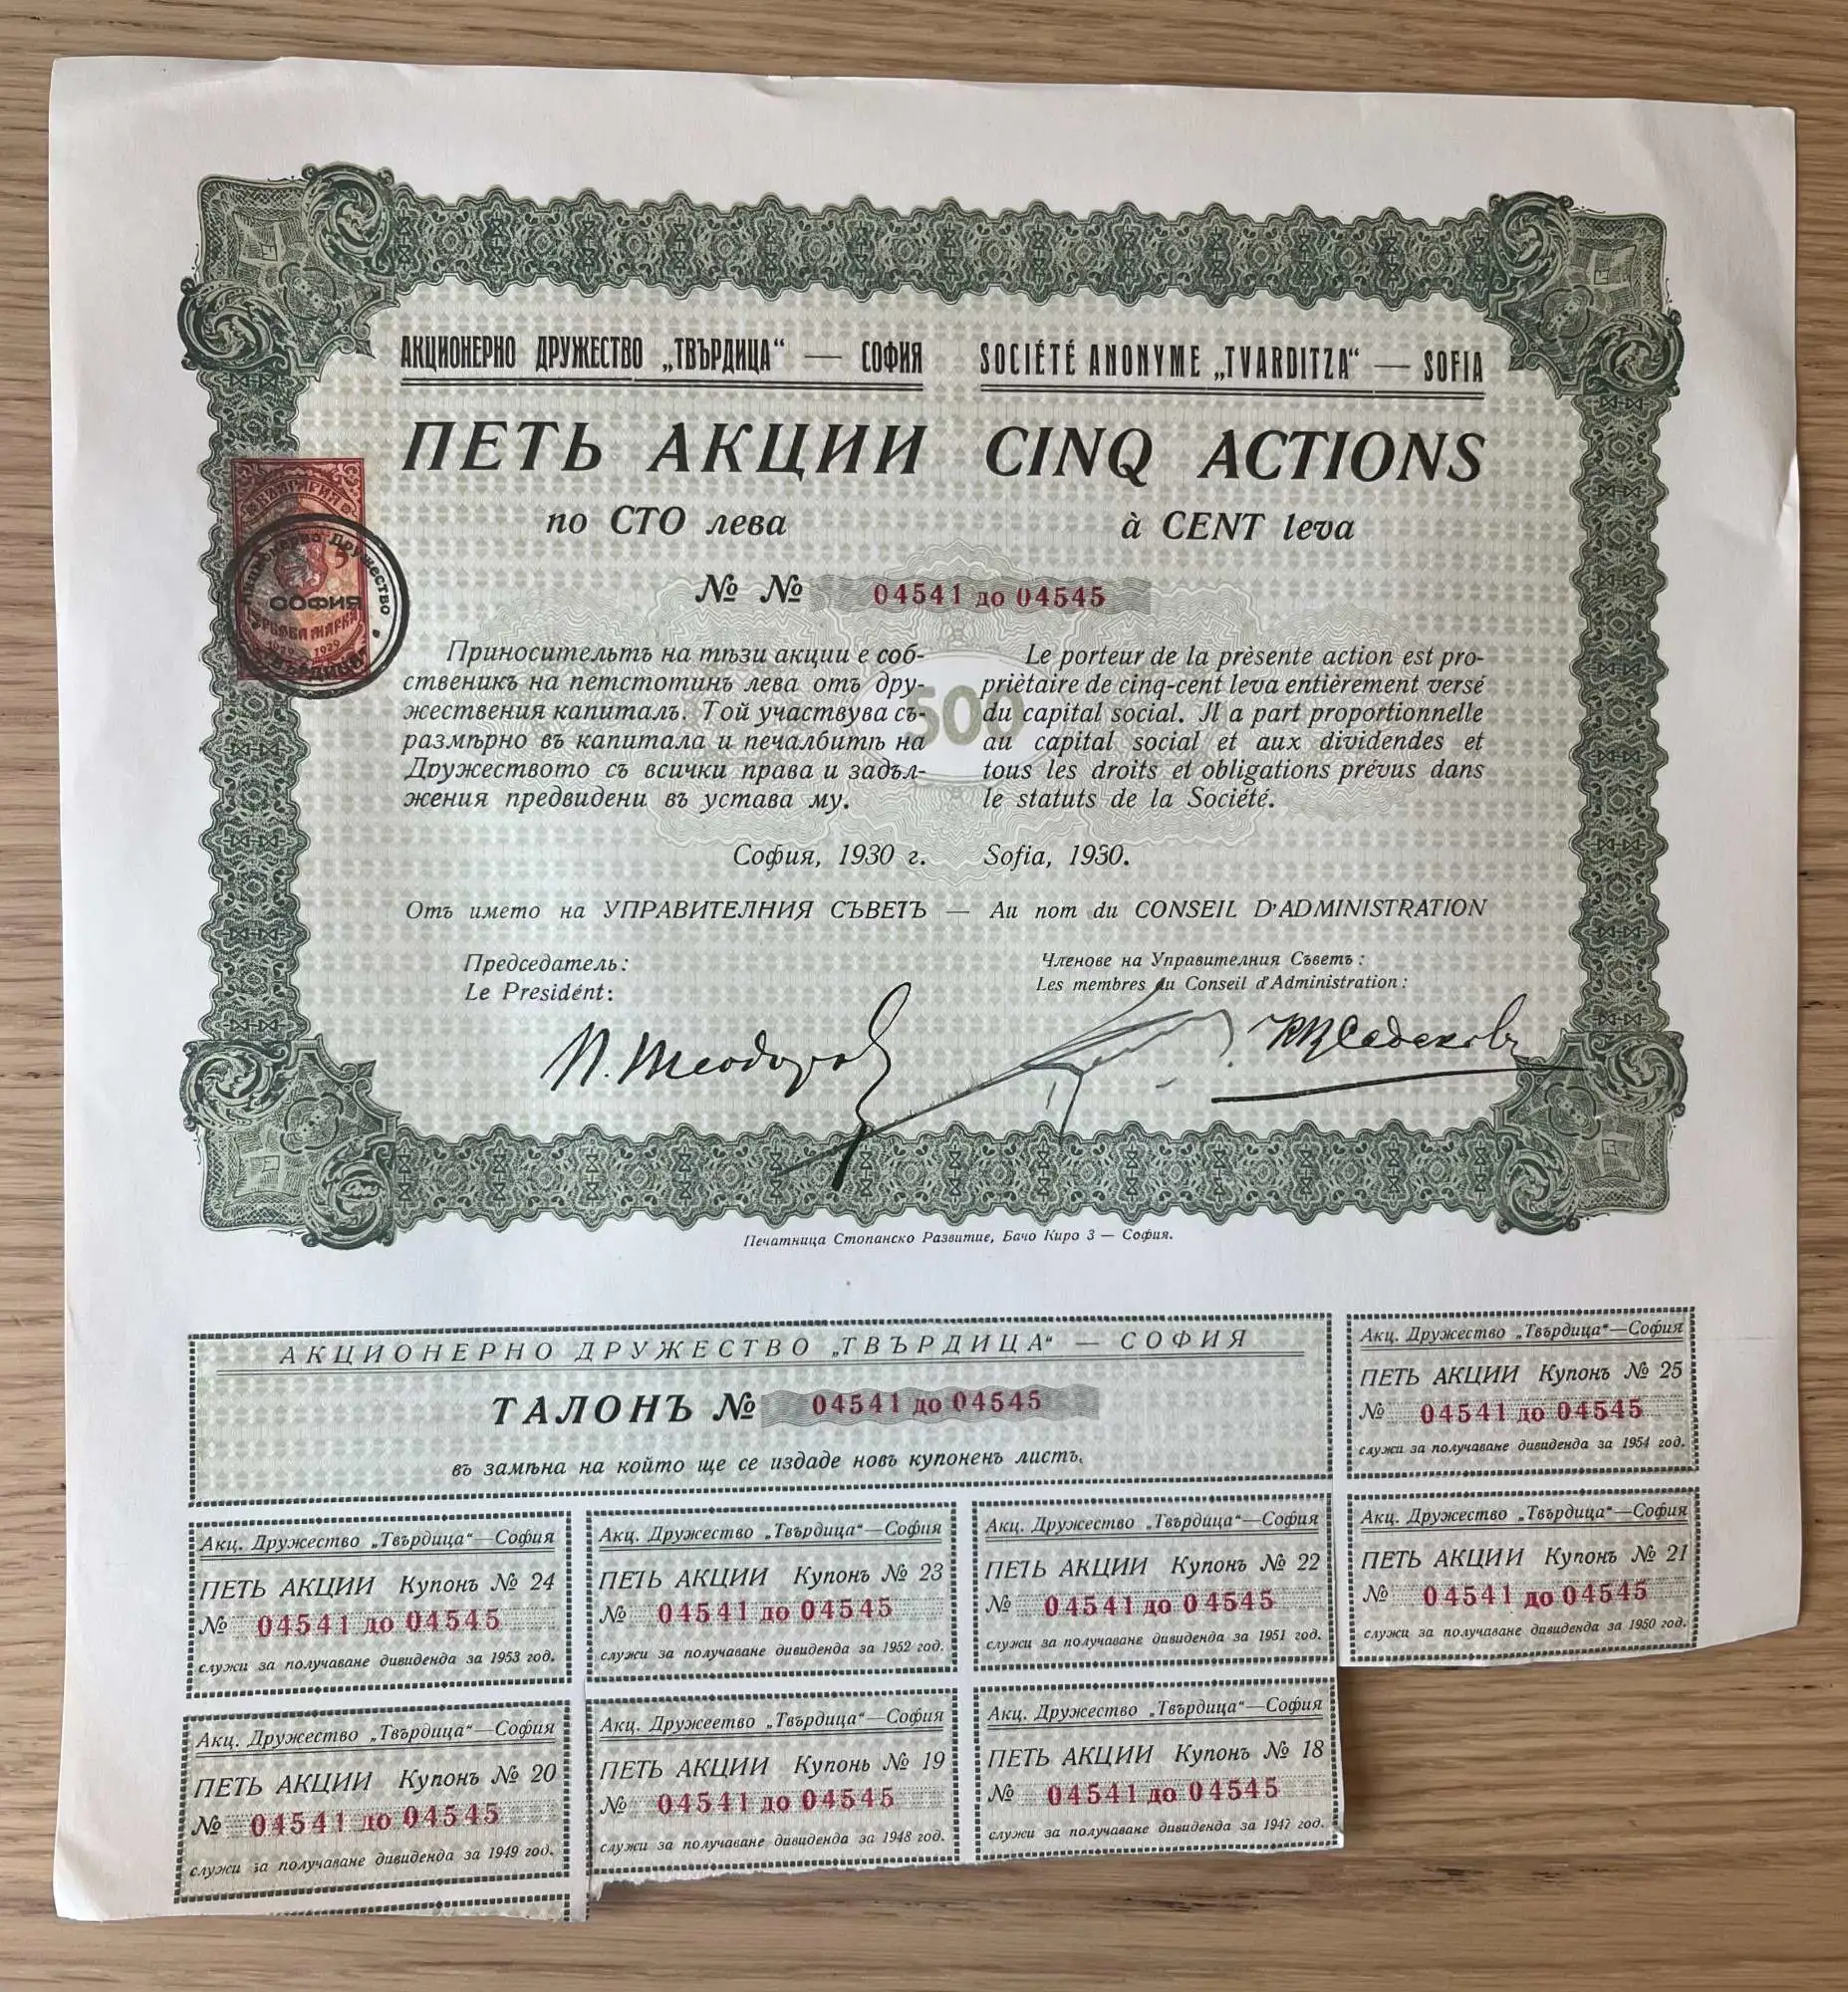 АКЦИОНЕРНО ДРУЖЕСТВО „ТВЪРДИЦА“ — СОФИЯ
ПЕТЬ АКЦИИ
по СТО лева
SOCIÉTÉ ANONYME „TVARDITZA“ — SOFIA
CINQ ACTIONS
à CENT leva
№ № 04541 до 04545
БЪЛГАРИЯ
Дружество
СОФИЯ
1929
Приносительтъ на тѣзи акции е соб-
ственикъ на петстотинъ лева отъ дру-
жествения капиталъ. Той участвува съ-
размѣрно въ капитала и печалбитѣ на
Дружеството съ всички права и задъл-
жения предвидени въ устава му.
София, 1930 г.
500
Le porteur de la prèsente action est pro-
priètaire de cinq-cent leva entièrement versé
du capital social. Jl a part proportionnelle
au capital social et aux dividendes et
tous les droits et obligations prévus dans
le statuts de la Société.
Sofia, 1930.
Отъ името на УПРАВИТЕЛНИЯ СЪВЕТЪ — Au nom du CONSEIL D'ADMINISTRATION
Председатель:
Le Président:
Членове на Управителния Съветъ:
Les membres du Conseil d'Administration:
П. Теодоров
Печатница Стопанско Развитие, Бачо Киро 3 — София.
АКЦИОНЕРНО ДРУЖЕСТВО „ТВЪРДИЦА“ — СОФИЯ
ТАЛОНЪ № 04541 до 04545
въ замѣна на който ще се издаде новъ купоненъ листъ.
Акц. Дружество „Твърдица“—София
ПЕТЬ АКЦИИ Купонъ № 25
№ 04541 до 04545
служи за получаване дивиденда за 1954 год.
Акц. Дружество „Твърдица“—София
ПЕТЬ АКЦИИ Купонъ № 24
№ 04541 до 04545
служи за получаване дивиденда за 1953 год.
Акц. Дружество „Твърдица“—София
ПЕТЬ АКЦИИ Купонъ № 23
№ 04541 до 04545
служи за получаване дивиденда за 1952 год.
Акц. Дружество „Твърдица“—София
ПЕТЬ АКЦИИ Купонъ № 22
№ 04541 до 04545
служи за получаване дивиденда за 1951 год.
Акц. Дружество „Твърдица“—София
ПЕТЬ АКЦИИ Купонъ № 21
№ 04541 до 04545
служи за получаване дивиденда за 1950 год.
Акц. Дружество „Твърдица“—София
ПЕТЬ АКЦИИ Купонъ № 20
№ 04541 до 04545
служи за получаване дивиденда за 1949 год.
Акц. Дружеетво „Твърдица“—София
ПЕТЬ АКЦИИ Купонь № 19
№ 04541 до 04545
служи за получаване дивиденда за 1948 год.
Акц. Дружество „Твърдица“—София
ПЕТЬ АКЦИИ Купонъ № 18
№ 04541 до 04545
служи за получаване дивиденда за 1947 год.